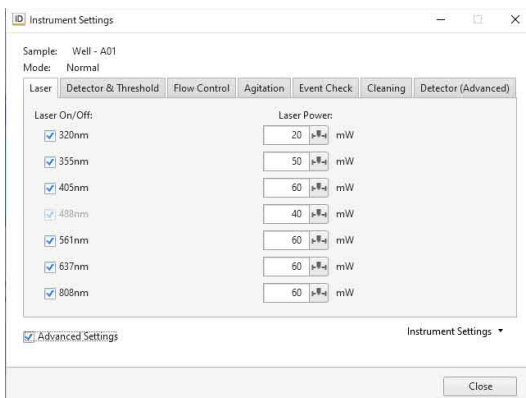 ID Instrument Settings
Sample: Well - A01
Mode: Normal
Laser Detector & Threshold Flow Control Agitation Event Check Cleaning Detector (Advanced)
Laser On/Off: Laser Power:
320nm 20 mW
355nm 50 mW
405nm 60 mW
488nm 40 mW
561nm 60 mW
637nm 60 mW
808nm 60 mW
Advanced Settings Instrument Settings
Close